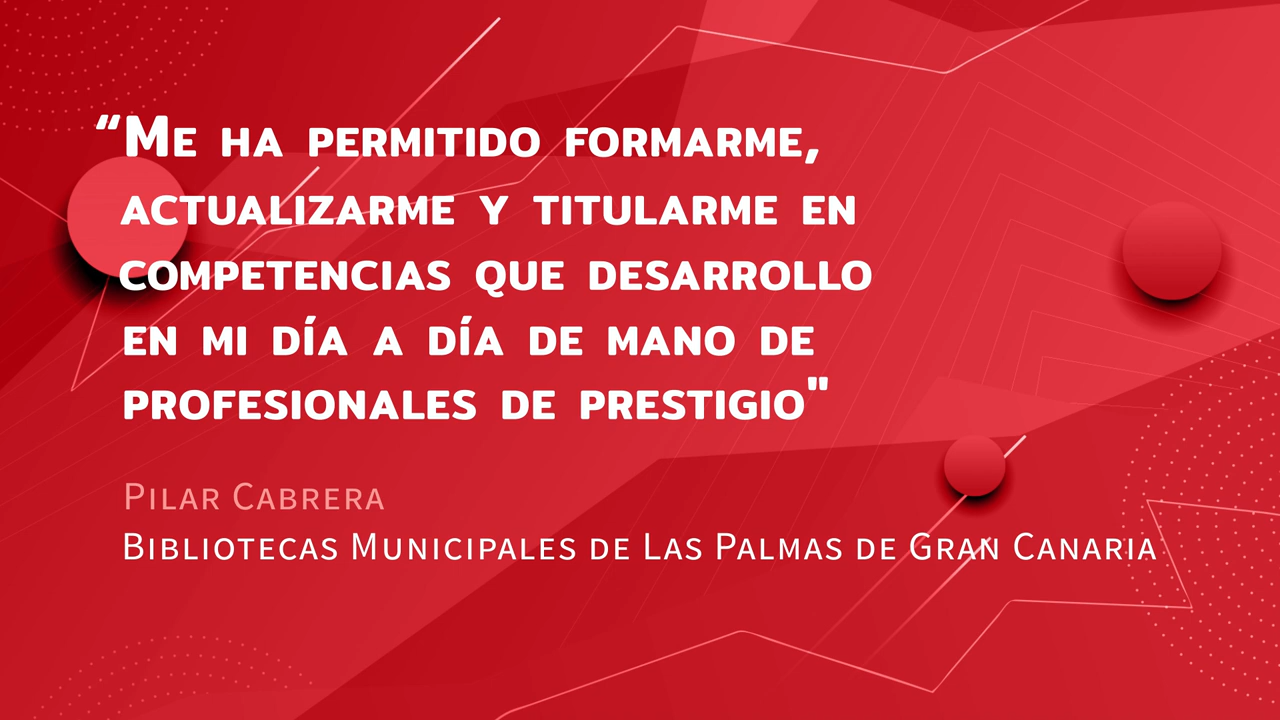 “Me ha permitido formarme,
actualizarme y titularme en
competencias que desarrollo
en mi día a día de mano de
profesionales de prestigio"
Pilar Cabrera
Bibliotecas Municipales de Las Palmas de Gran Canaria